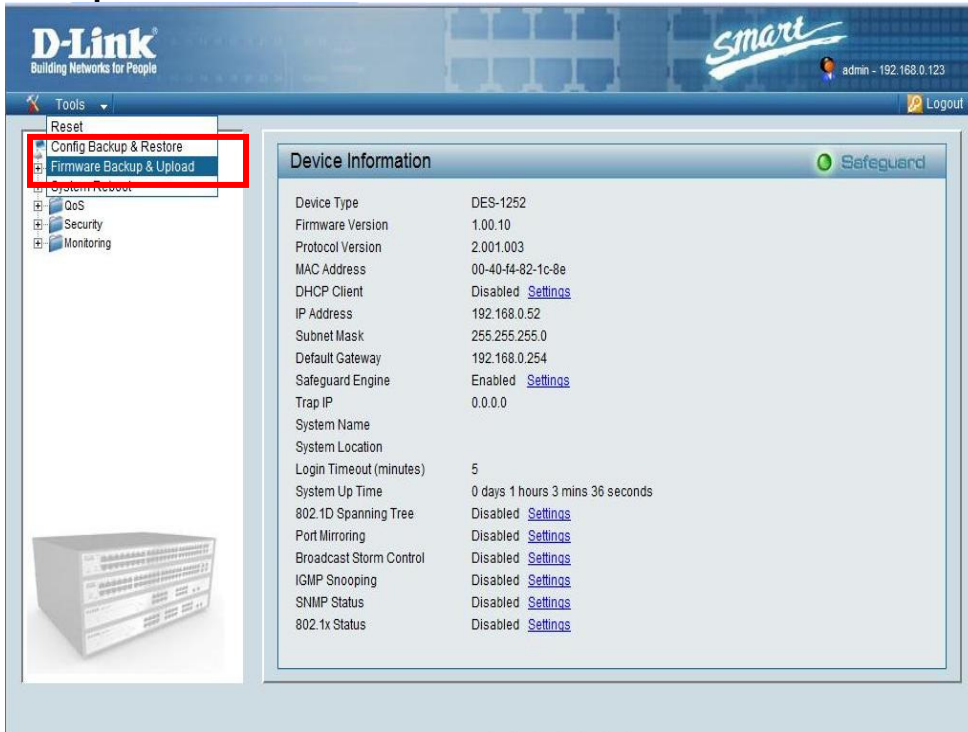 D-Link®
Building Networks for People
smart
admin - 192.168.0.123
Tools
Logout
Reset
Config Backup & Restore
Firmware Backup & Upload
System Reboot
QoS
Security
Monitoring
Device Information
Safeguard
Device Type DES-1252
Firmware Version 1.00.10
Protocol Version 2.001.003
MAC Address 00-40-f4-82-1c-8e
DHCP Client Disabled Settings
IP Address 192.168.0.52
Subnet Mask 255.255.255.0
Default Gateway 192.168.0.254
Safeguard Engine Enabled Settings
Trap IP 0.0.0.0
System Name
System Location
Login Timeout (minutes) 5
System Up Time 0 days 1 hours 3 mins 36 seconds
802.1D Spanning Tree Disabled Settings
Port Mirroring Disabled Settings
Broadcast Storm Control Disabled Settings
IGMP Snooping Disabled Settings
SNMP Status Disabled Settings
802.1x Status Disabled Settings